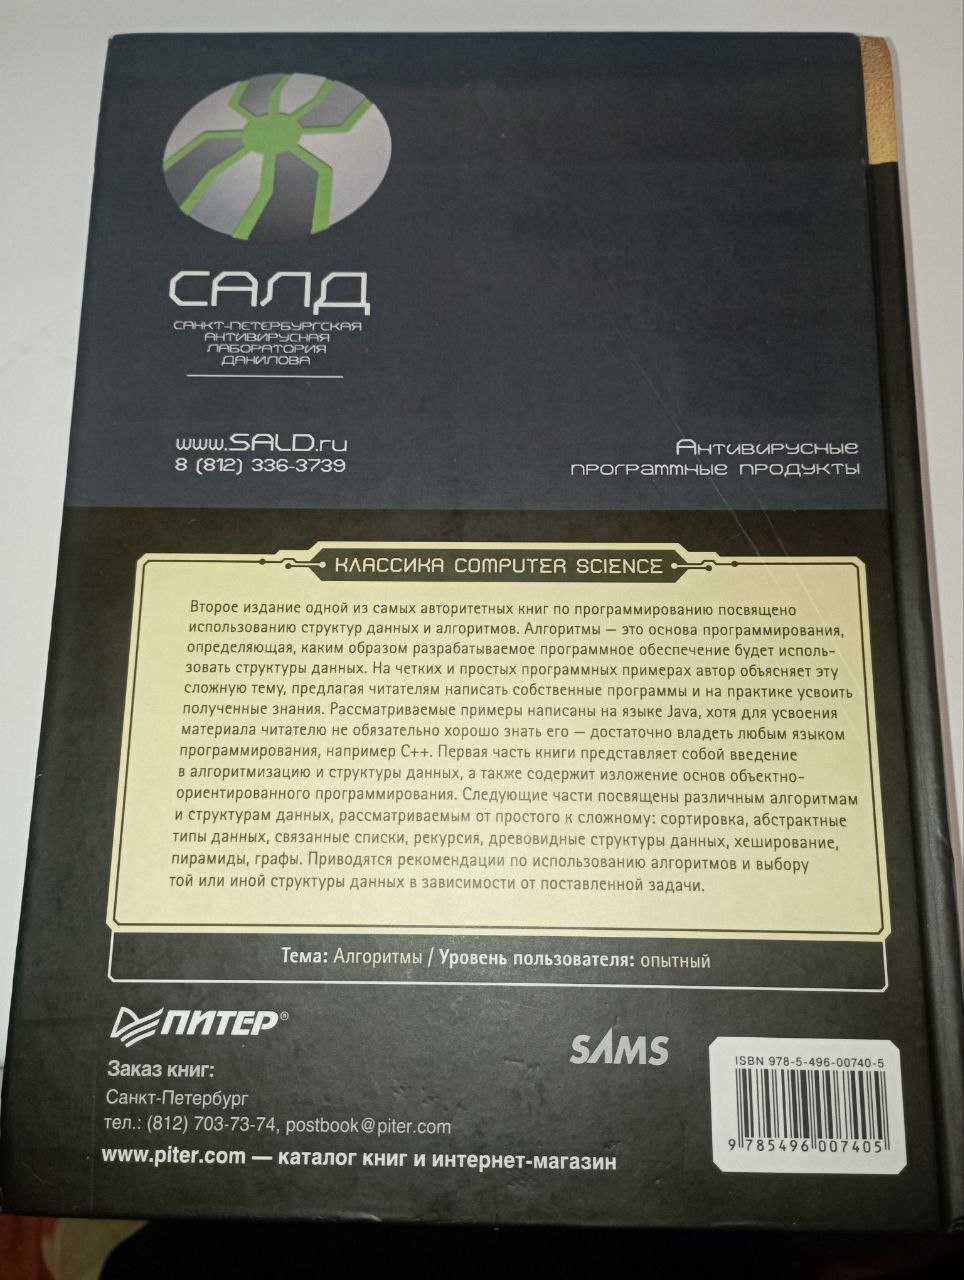 САЛД
САНКТ-ПЕТЕРБУРГСКАЯ
АНТИВИРУСНАЯ
ЛАБОРАТОРИЯ
ДАНИЛОВА
www.SALD.ru
8 (812) 336-3739
Антивирусные
программные продукты
КЛАССИКА COMPUTER SCIENCE
Второе издание одной из самых авторитетных книг по программированию посвящено
использованию структур данных и алгоритмов. Алгоритмы — это основа программирования,
определяющая, каким образом разрабатываемое программное обеспечение будет исполь-
зовать структуры данных. На четких и простых программных примерах автор объясняет эту
сложную тему, предлагая читателям написать собственные программы и на практике усвоить
полученные знания. Рассматриваемые примеры написаны на языке Java, хотя для усвоения
материала читателю не обязательно хорошо знать его — достаточно владеть любым языком
программирования, например C++. Первая часть книги представляет собой введение
в алгоритмизацию и структуры данных, а также содержит изложение основ объектно-
ориентированного программирования. Следующие части посвящены различным алгоритмам
и структурам данных, рассматриваемым от простого к сложному: сортировка, абстрактные
типы данных, связанные списки, рекурсия, древовидные структуры данных, хеширование,
пирамиды, графы. Приводятся рекомендации по использованию алгоритмов и выбору
той или иной структуры данных в зависимости от поставленной задачи.
Тема: Алгоритмы / Уровень пользователя: опытный
ПИТЕР®
SAMS
Заказ книг:
Санкт-Петербург
тел.: (812) 703-73-74, postbook@piter.com
www.piter.com — каталог книг и интернет-магазин
ISBN 978-5-496-00740-5
9 785496 007405